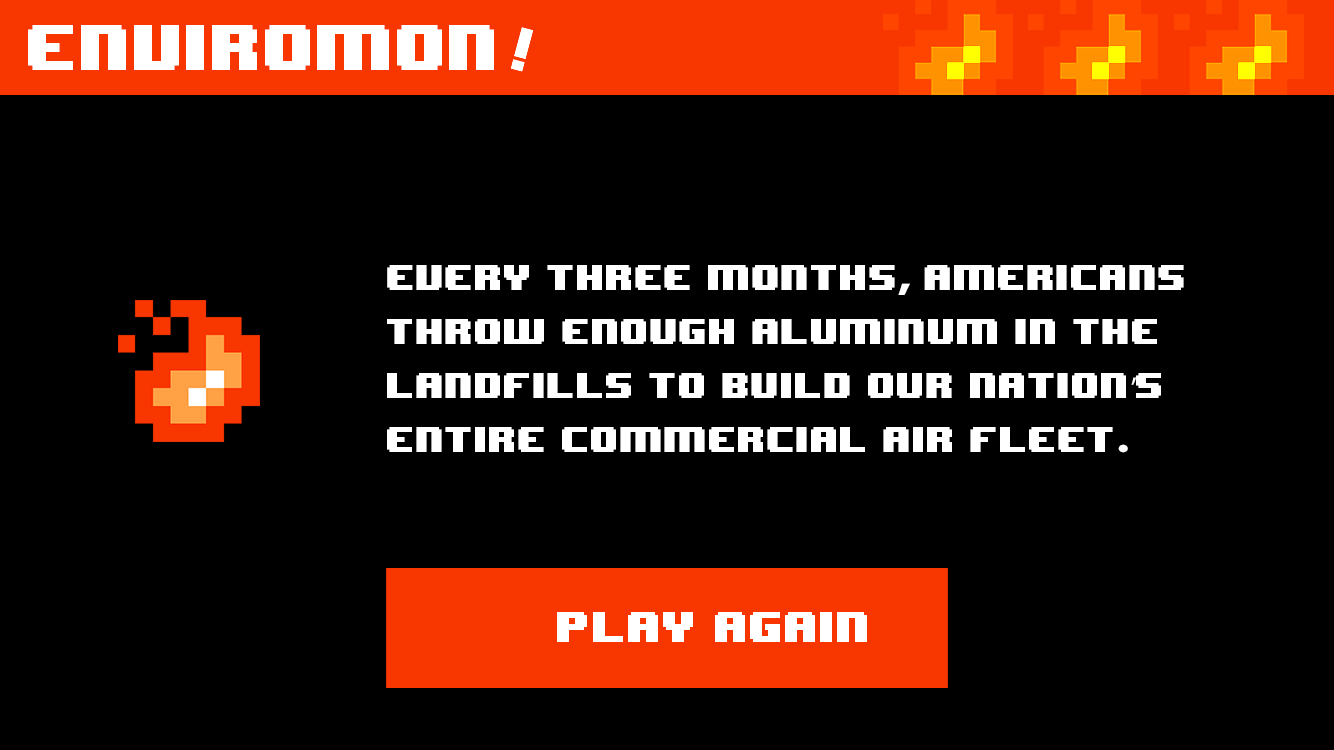 ENVIROMON!
EVERY THREE MONTHS, AMERICANS
THROW ENOUGH ALUMINUM IN THE
LANDFILLS TO BUILD OUR NATION'S
ENTIRE COMMERCIAL AIR FLEET.
PLAY AGAIN